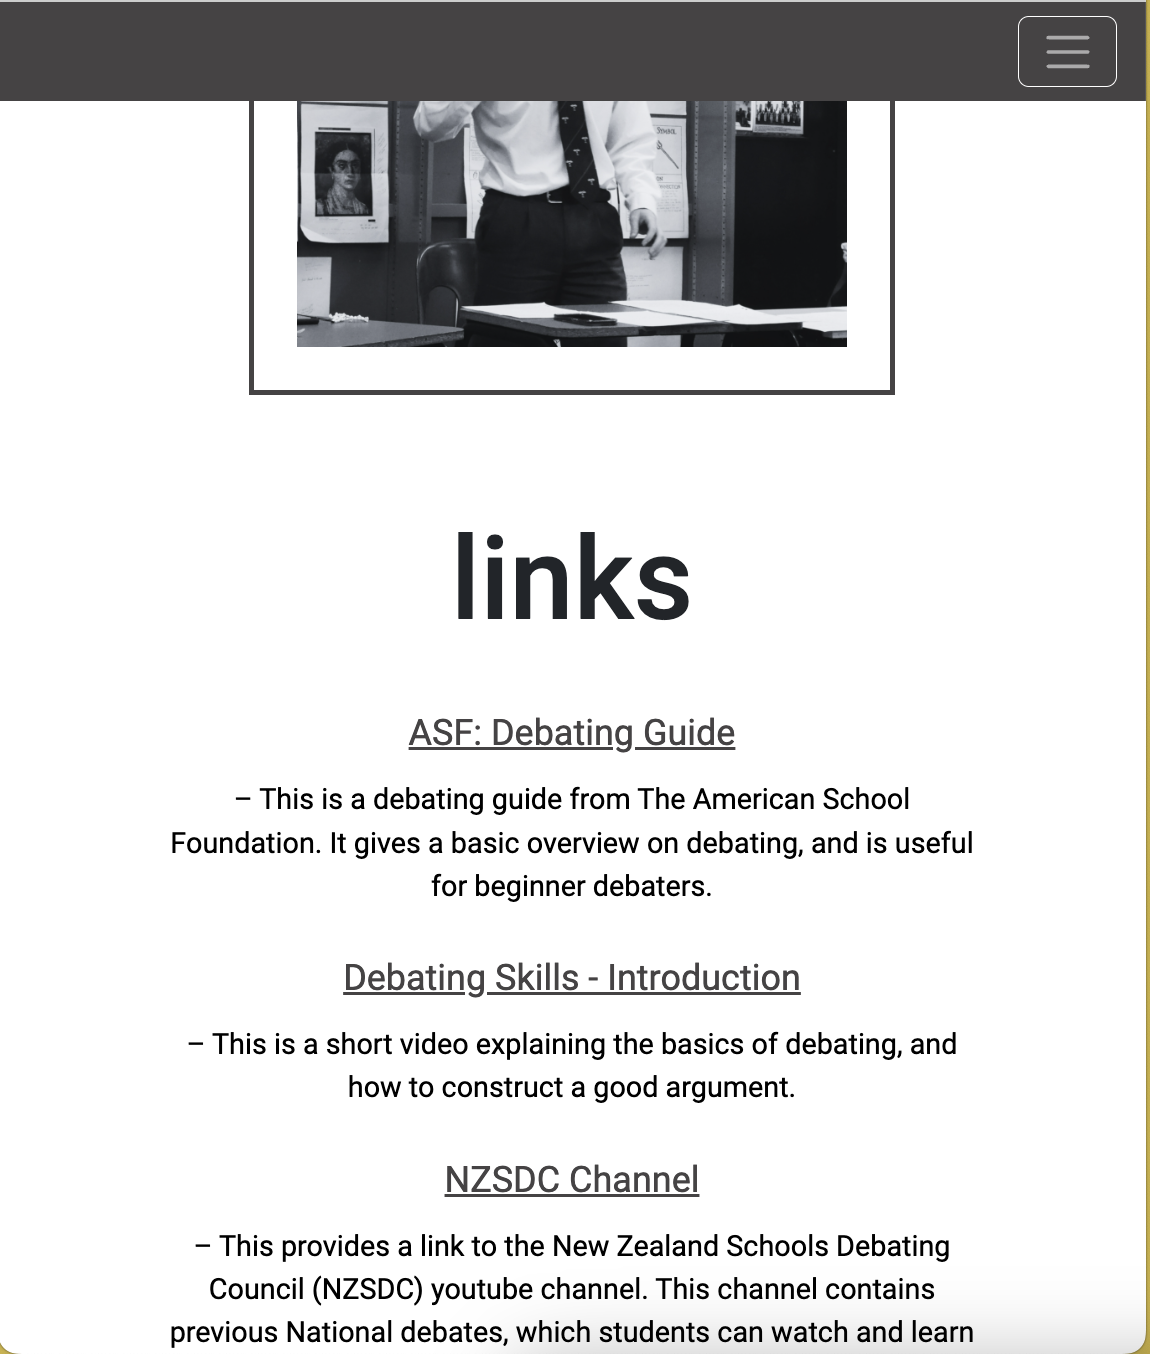 links
ASF: Debating Guide
– This is a debating guide from The American School
Foundation. It gives a basic overview on debating, and is useful
for beginner debaters.
Debating Skills - Introduction
– This is a short video explaining the basics of debating, and
how to construct a good argument.
NZSDC Channel
– This provides a link to the New Zealand Schools Debating
Council (NZSDC) youtube channel. This channel contains
previous National debates, which students can watch and learn